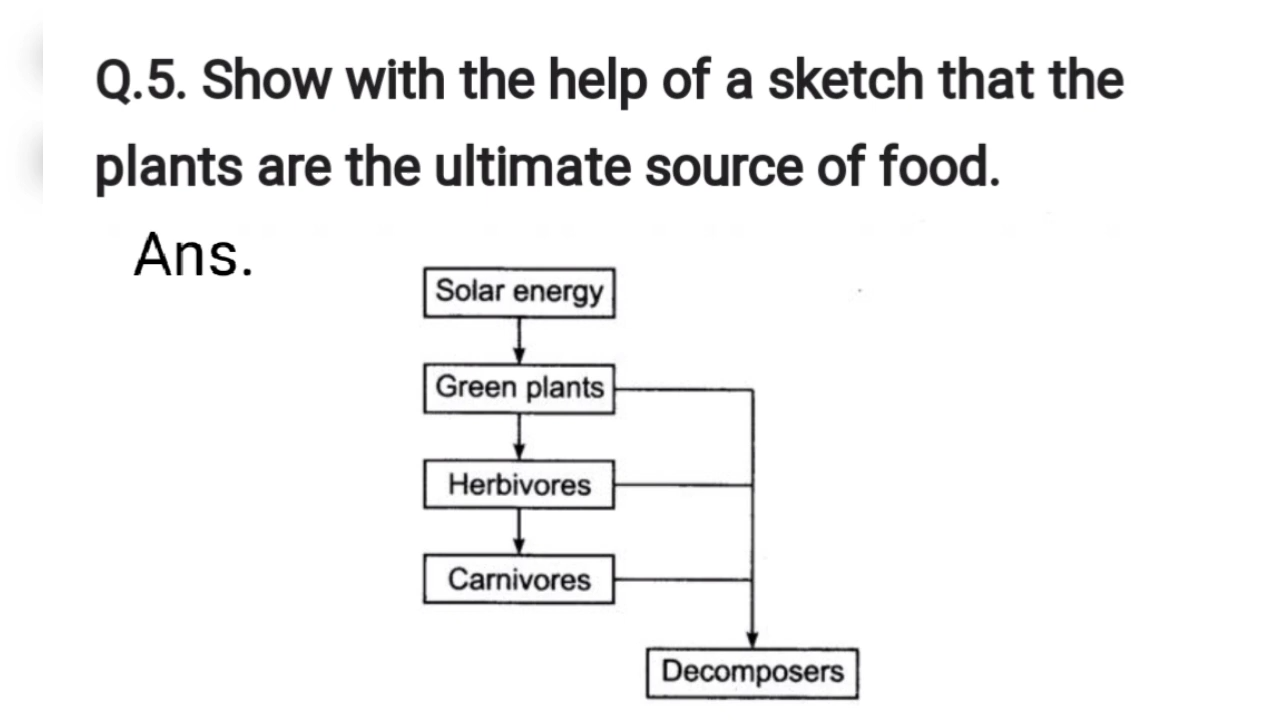 Q.5. Show with the help of a sketch that the
plants are the ultimate source of food.
Ans.
Solar energy
Green plants
Herbivores
Carnivores
Decomposers